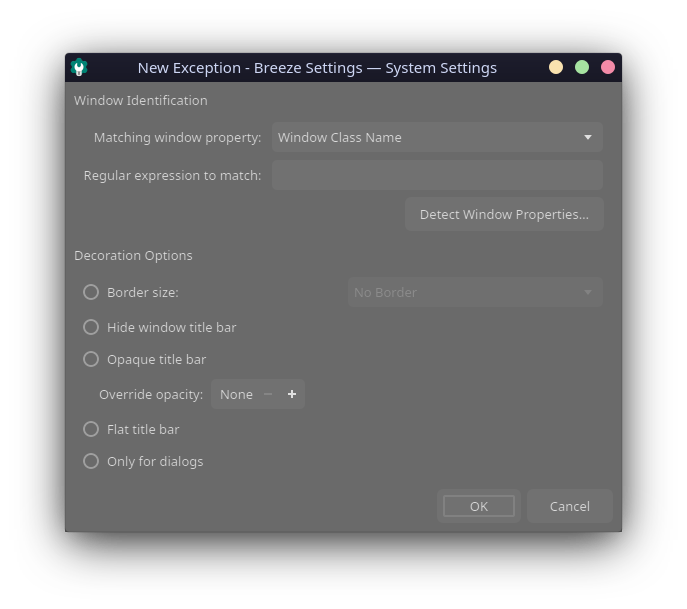 New Exception - Breeze Settings — System Settings
Window Identification
Matching window property: Window Class Name
Regular expression to match:
Detect Window Properties...
Decoration Options
Border size: No Border
Hide window title bar
Opaque title bar
Override opacity: None
Flat title bar
Only for dialogs
OK Cancel